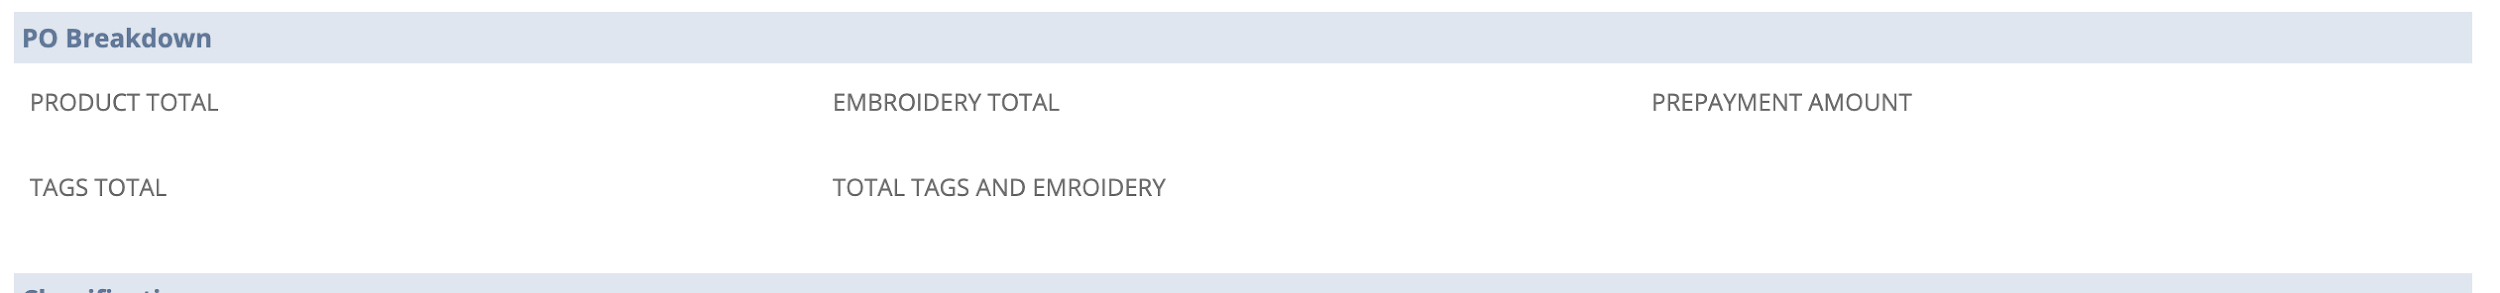 PO Breakdown
PRODUCT TOTAL
EMBROIDERY TOTAL
PREPAYMENT AMOUNT
TAGS TOTAL
TOTAL TAGS AND EMROIDERY